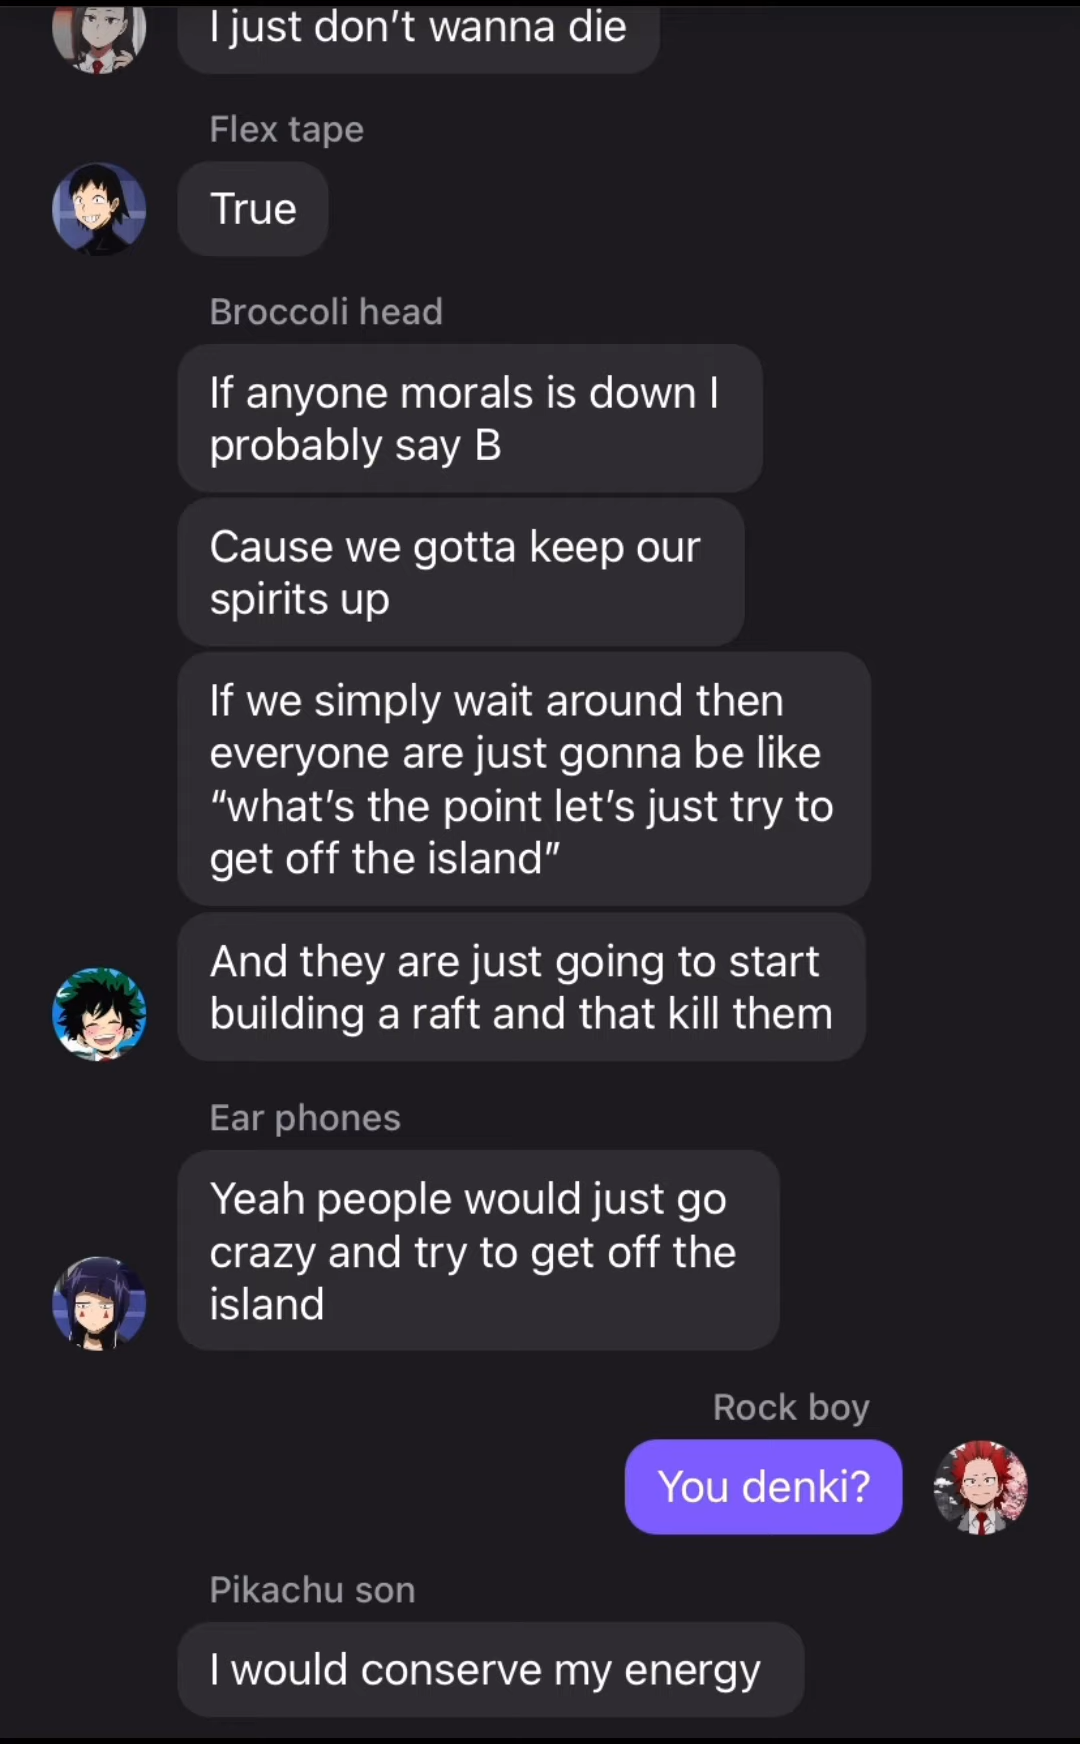 I just don't wanna die
Flex tape
True
Broccoli head
If anyone morals is down I
probably say B
Cause we gotta keep our
spirits up
If we simply wait around then
everyone are just gonna be like
“what's the point let's just try to
get off the island”
And they are just going to start
building a raft and that kill them
Ear phones
Yeah people would just go
crazy and try to get off the
island
Rock boy
You denki?
Pikachu son
I would conserve my energy